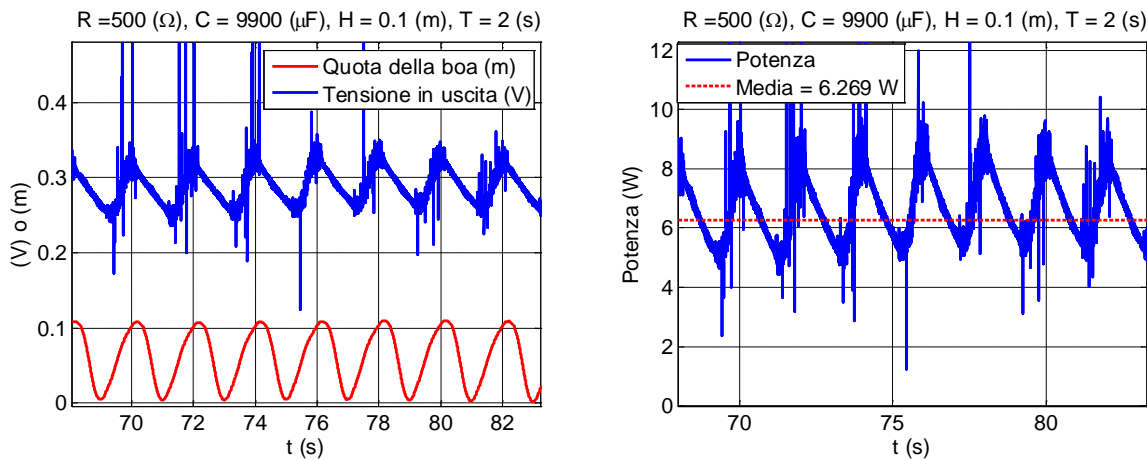 R =500 (Ω), C = 9900 (µF), H = 0.1 (m), T = 2 (s)
Quota della boa (m)
Tensione in uscita (V)
(V) o (m)
0.4
0.3
0.2
0.1
0
70 72 74 76 78 80 82
t (s)
R =500 (Ω), C = 9900 (µF), H = 0.1 (m), T = 2 (s)
Potenza
Media = 6.269 W
Potenza (W)
12
10
8
6
4
2
0
70 75 80
t (s)